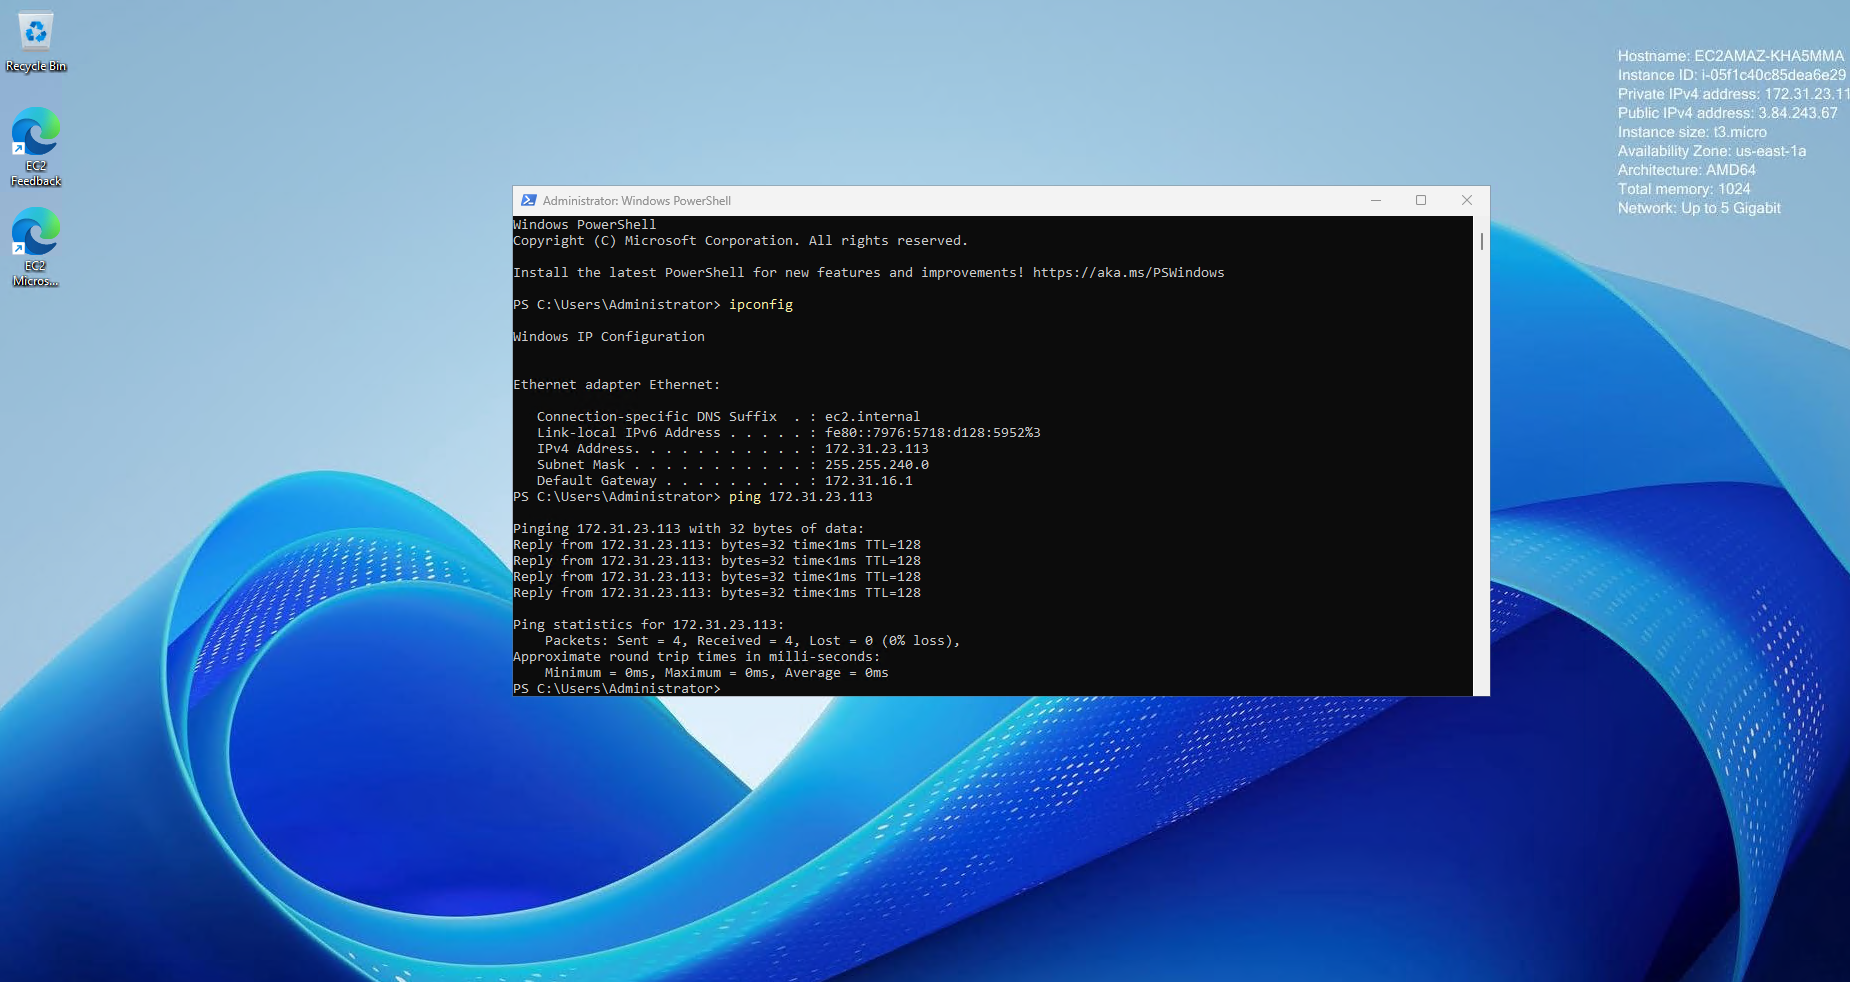 Recycle Bin
EC2
Feedback
EC2
Micros...
Hostname: EC2AMAZ-KHA5MMA
Instance ID: i-05f1c40c85dea6e29
Private IPv4 address: 172.31.23.11
Public IPv4 address: 3.84.243.67
Instance size: t3.micro
Availability Zone: us-east-1a
Architecture: AMD64
Total memory: 1024
Network: Up to 5 Gigabit
Administrator: Windows PowerShell
Windows PowerShell
Copyright (C) Microsoft Corporation. All rights reserved.
Install the latest PowerShell for new features and improvements! https://aka.ms/PSWindows
PS C:\Users\Administrator> ipconfig
Windows IP Configuration
Ethernet adapter Ethernet:
Connection-specific DNS Suffix  . : ec2.internal
Link-local IPv6 Address . . . . . : fe80::7976:5718:d128:5952%3
IPv4 Address. . . . . . . . . . . : 172.31.23.113
Subnet Mask . . . . . . . . . . . : 255.255.240.0
Default Gateway . . . . . . . . . : 172.31.16.1
PS C:\Users\Administrator> ping 172.31.23.113
Pinging 172.31.23.113 with 32 bytes of data:
Reply from 172.31.23.113: bytes=32 time<1ms TTL=128
Reply from 172.31.23.113: bytes=32 time<1ms TTL=128
Reply from 172.31.23.113: bytes=32 time<1ms TTL=128
Reply from 172.31.23.113: bytes=32 time<1ms TTL=128
Ping statistics for 172.31.23.113:
Packets: Sent = 4, Received = 4, Lost = 0 (0% loss),
Approximate round trip times in milli-seconds:
Minimum = 0ms, Maximum = 0ms, Average = 0ms
PS C:\Users\Administrator>